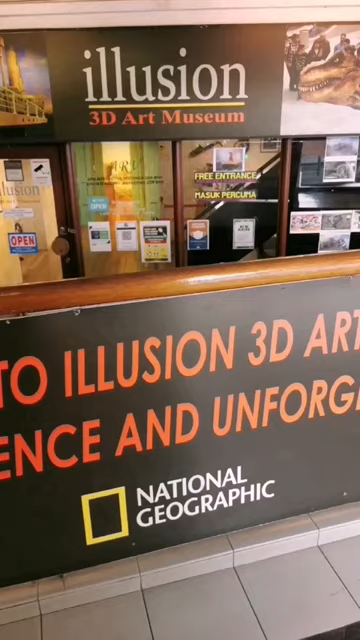 illusion
3D Art Museum
FREE ENTRANCE
MASUK PERCUMA
OPEN
TO ILLUSION 3D ART
ENCE AND UNFORG
NATIONAL
GEOGRAPHIC